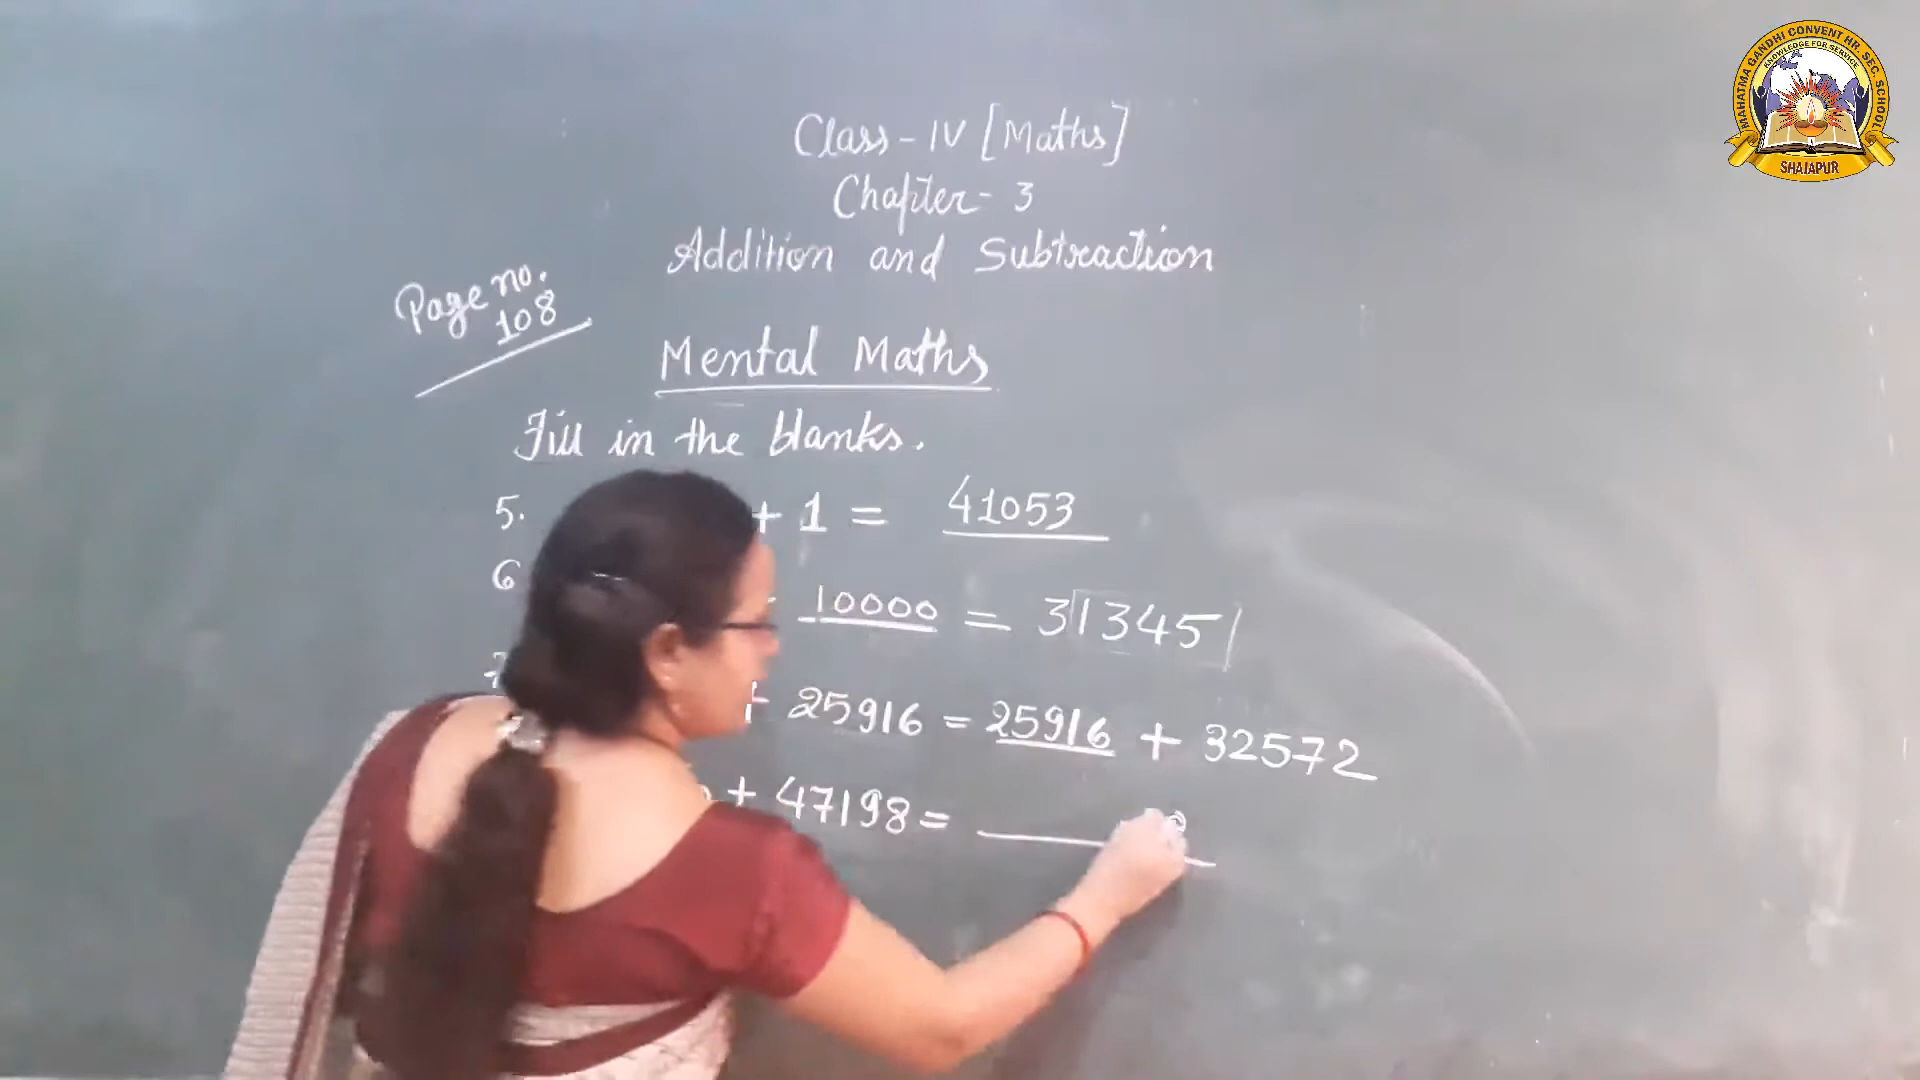 MAHATMA GANDHI CONVENT HR. SEC. SCHOOL
KNOWLEDGE FOR SERVICE
SHAJAPUR
Class - IV [Maths]
Chapter - 3
Addition and Subtraction
Page no.
108
Mental Maths
Fill in the blanks.
5. + 1 = 41053
6 10000 = 31345
7 + 25916 = 25916 + 32572
+ 47198 =